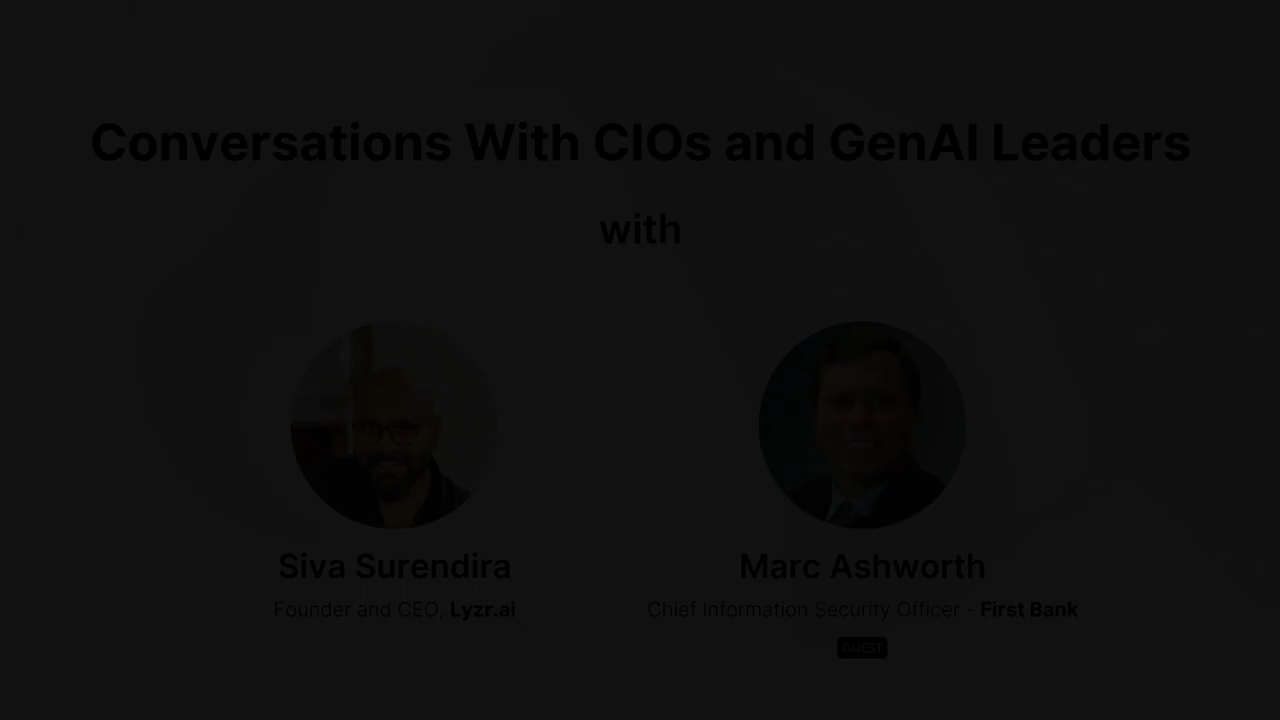 Conversations With CIOs and GenAI Leaders
with
Siva Surendira
Marc Ashworth
Founder and CEO, Lyzr.ai
Chief Information Security Officer - First Bank
GUEST